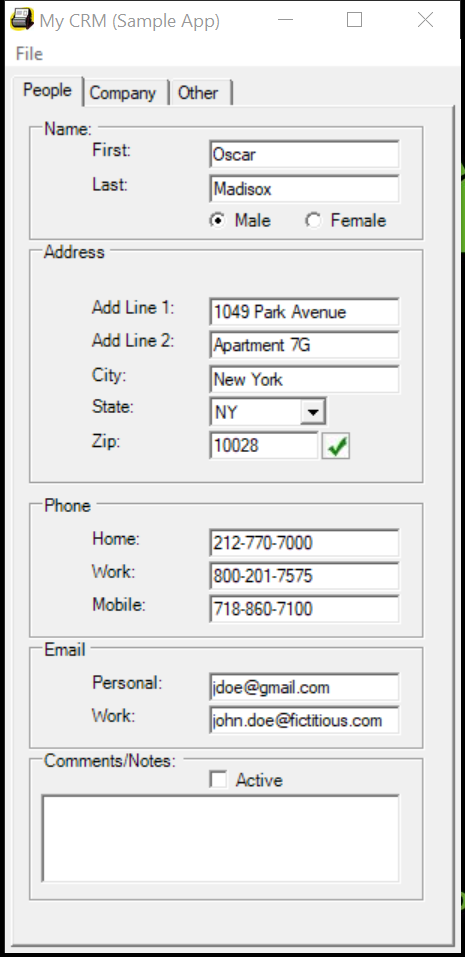 My CRM (Sample App)
File
People Company Other
Name:
First: Oscar
Last: Madisox
Male Female
Address
Add Line 1: 1049 Park Avenue
Add Line 2: Apartment 7G
City: New York
State: NY
Zip: 10028
Phone
Home: 212-770-7000
Work: 800-201-7575
Mobile: 718-860-7100
Email
Personal: jdoe@gmail.com
Work: john.doe@fictitious.com
Comments/Notes:
Active